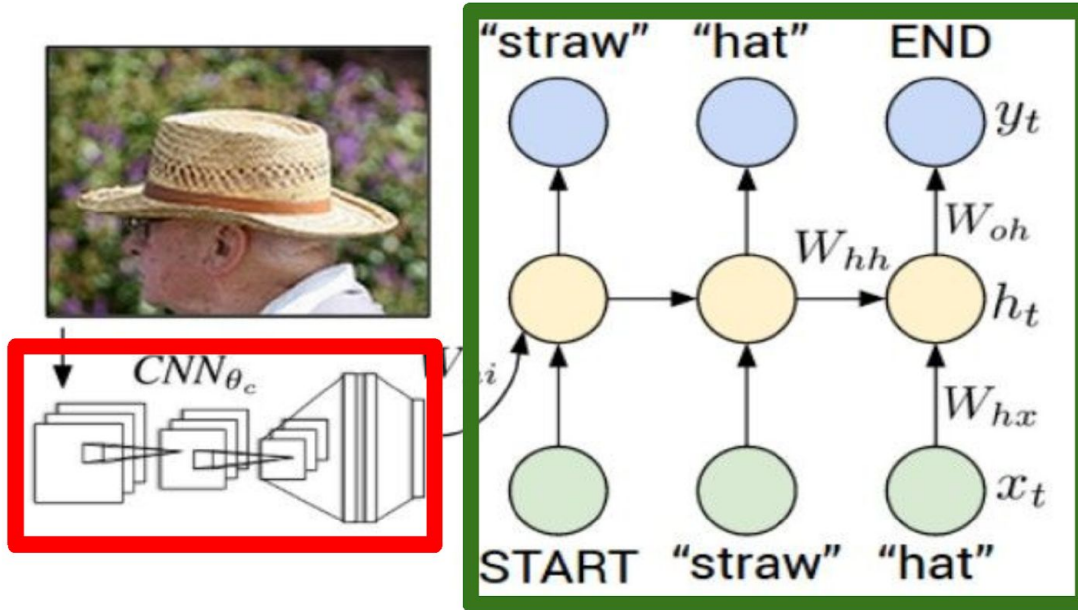 “straw” “hat” END
y_t
W_oh
W_hh
h_t
CNN_θc
W_hx
x_t
START “straw” “hat”